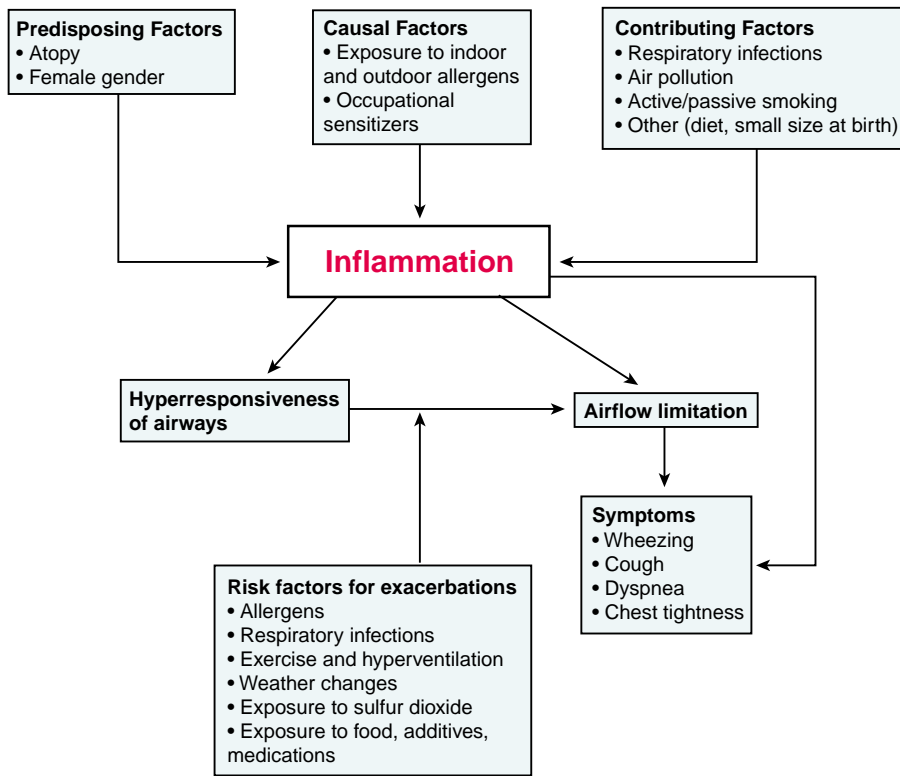 Predisposing Factors
• Atopy
• Female gender
Causal Factors
• Exposure to indoor
and outdoor allergens
• Occupational
sensitizers
Contributing Factors
• Respiratory infections
• Air pollution
• Active/passive smoking
• Other (diet, small size at birth)
Inflammation
Hyperresponsiveness
of airways
Airflow limitation
Symptoms
• Wheezing
• Cough
• Dyspnea
• Chest tightness
Risk factors for exacerbations
• Allergens
• Respiratory infections
• Exercise and hyperventilation
• Weather changes
• Exposure to sulfur dioxide
• Exposure to food, additives,
medications